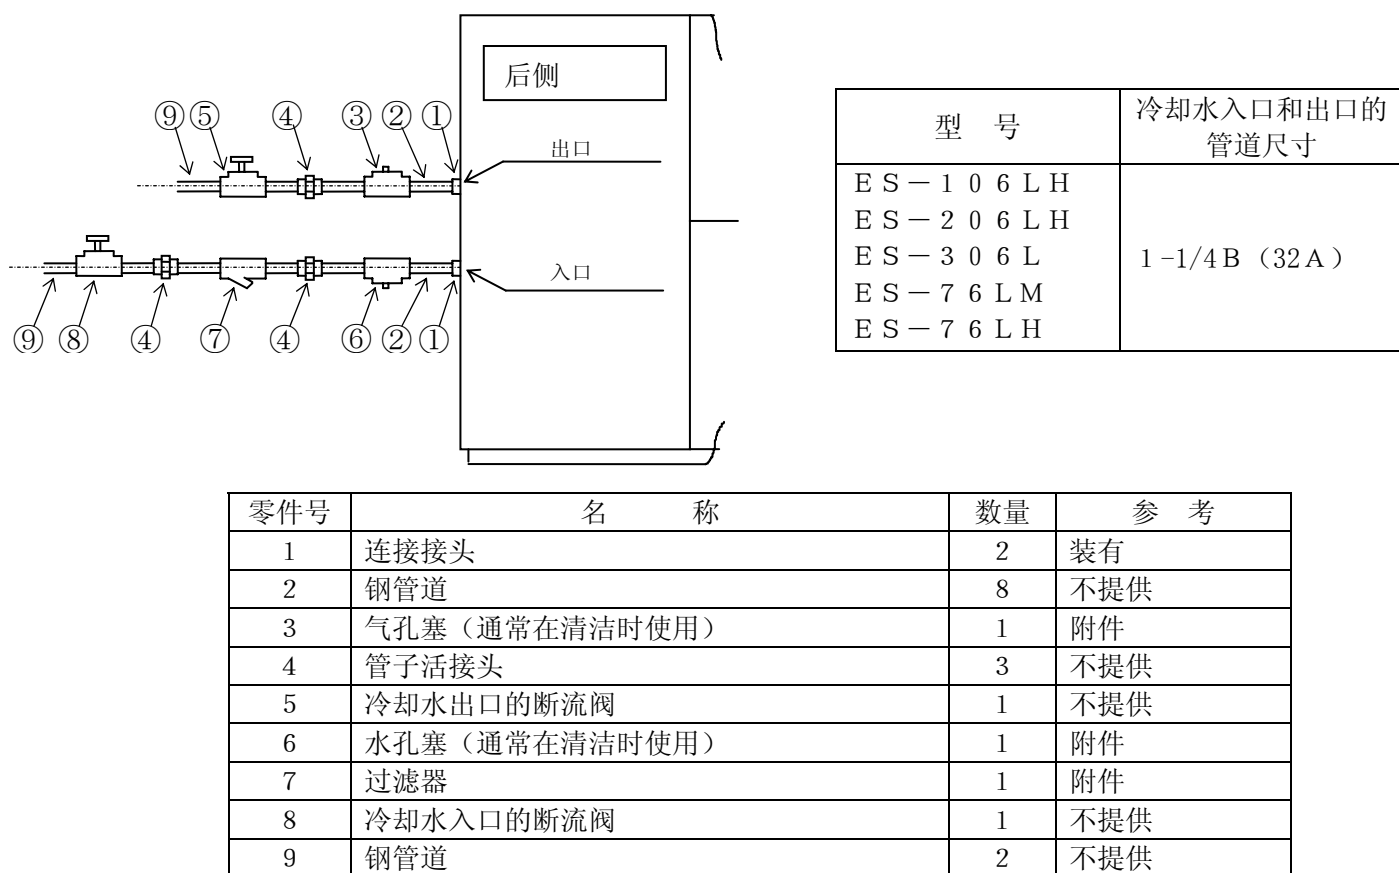 后侧
⑨⑤ ④ ③②①
出口
入口
⑨ ⑧ ④ ⑦ ④ ⑥②①
型 号 冷却水入口和出口的
管道尺寸
ES-106LH
ES-206LH
ES-306L
ES-76LM
ES-76LH
1-1/4B（32A）
零件号 名 称 数量 参 考
1 连接接头 2 装有
2 钢管道 8 不提供
3 气孔塞（通常在清洁时使用） 1 附件
4 管子活接头 3 不提供
5 冷却水出口的断流阀 1 不提供
6 水孔塞（通常在清洁时使用） 1 附件
7 过滤器 1 附件
8 冷却水入口的断流阀 1 不提供
9 钢管道 2 不提供